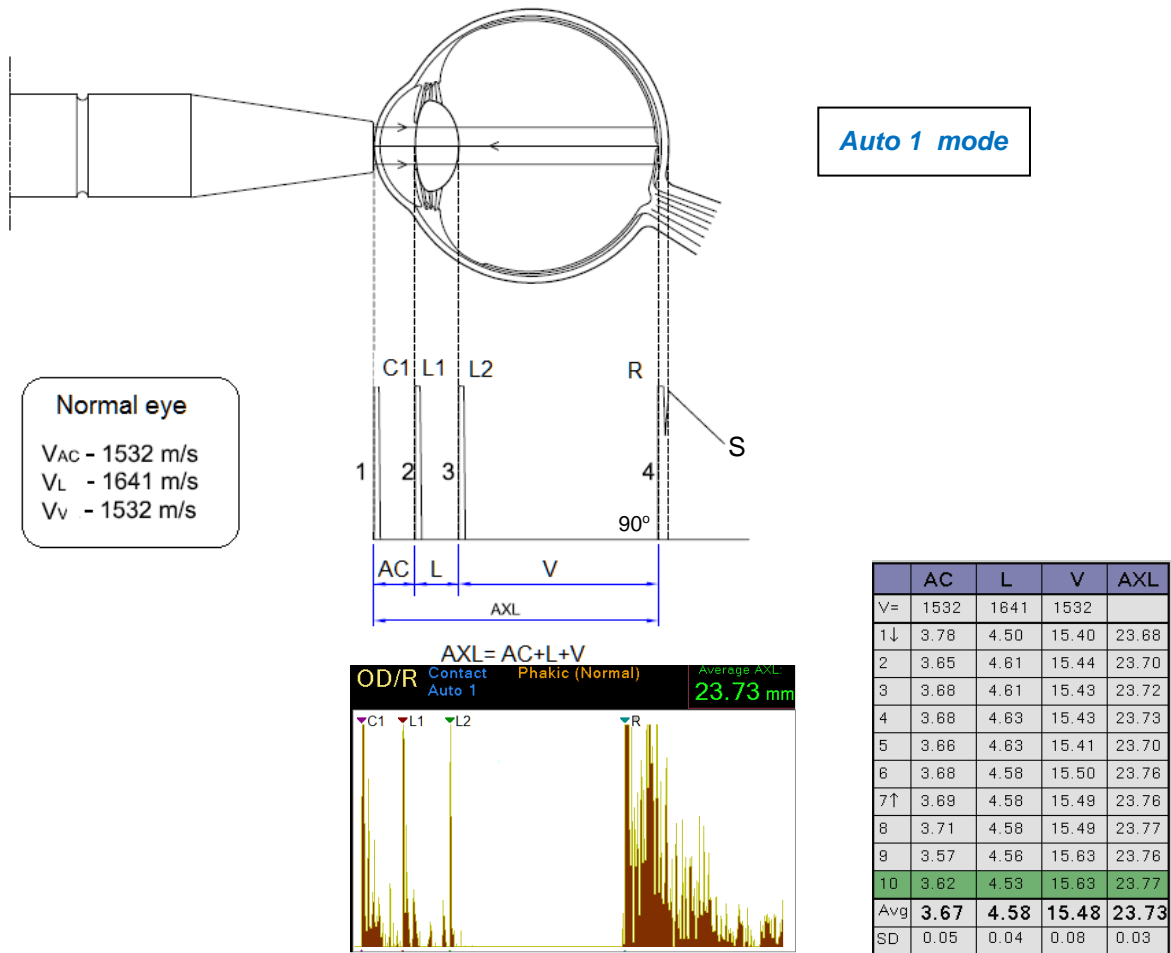 Auto 1 mode
Normal eye
VAC - 1532 m/s
VL - 1641 m/s
VV - 1532 m/s
C1 L1 L2 R
S
1 2 3 4
90º
AC L V
AXL
AXL= AC+L+V
OD/R Contact Phakic (Normal) Average AXL:
Auto 1 23.73 mm
C1 L1 L2 R
AC L V AXL
V= 1532 1641 1532
1↓ 3.78 4.50 15.40 23.68
2 3.65 4.61 15.44 23.70
3 3.68 4.61 15.43 23.72
4 3.68 4.63 15.43 23.73
5 3.66 4.63 15.41 23.70
6 3.68 4.58 15.50 23.76
7↑ 3.69 4.58 15.49 23.76
8 3.71 4.58 15.49 23.77
9 3.57 4.56 15.63 23.76
10 3.62 4.53 15.63 23.77
Avg 3.67 4.58 15.48 23.73
SD 0.05 0.04 0.08 0.03